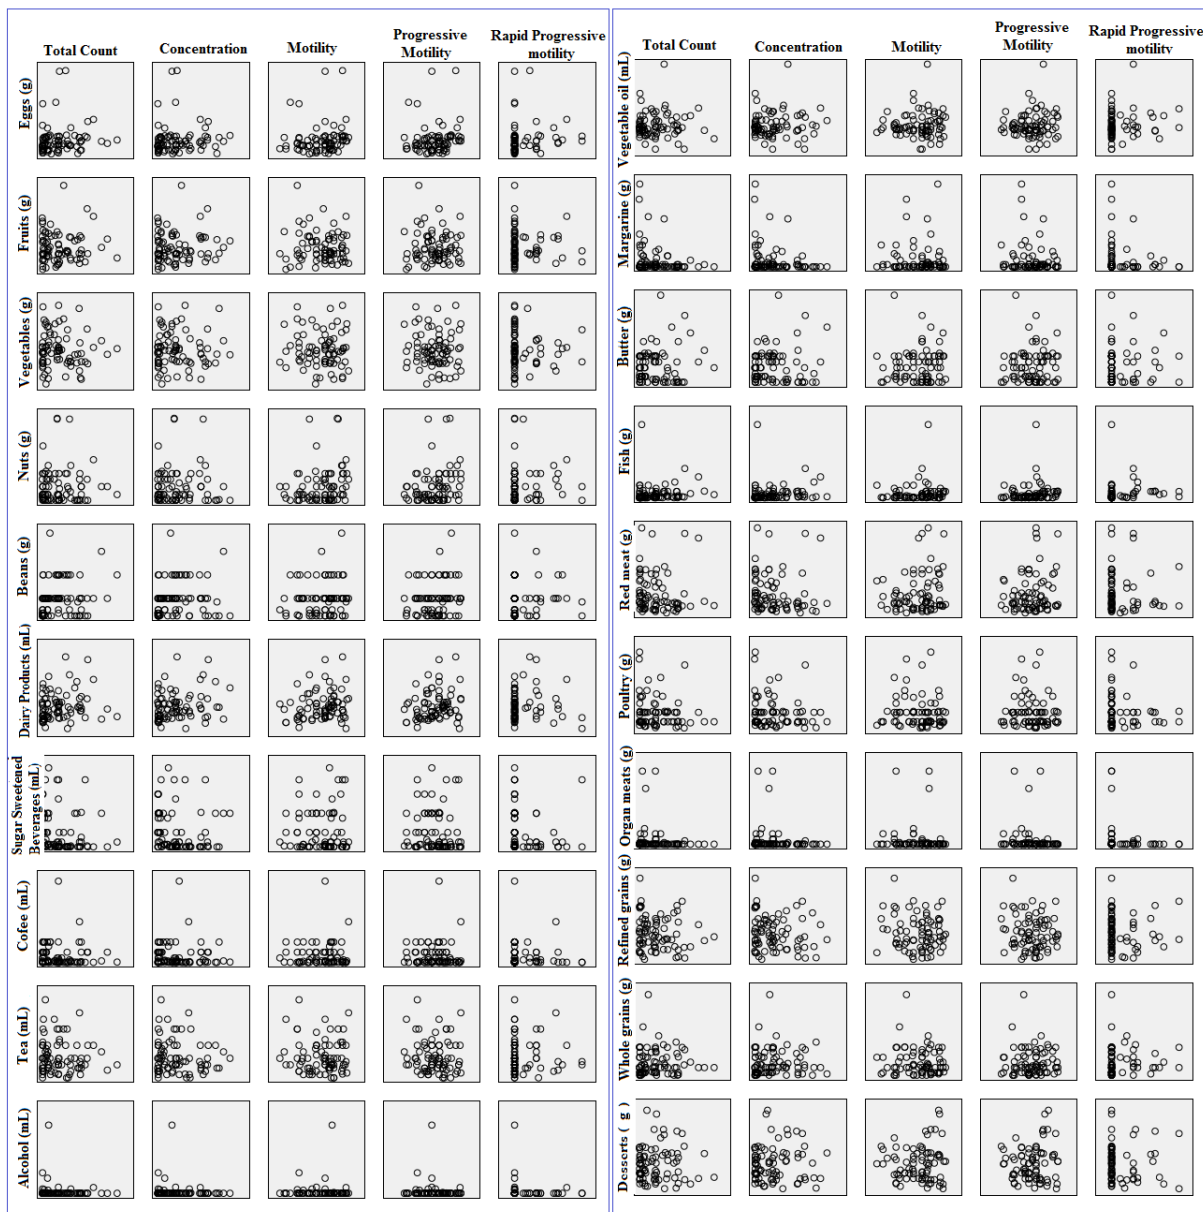 Total Count
Concentration
Motility
Progressive
Motility
Rapid Progressive
motility
Eggs (g)
Fruits (g)
Vegetables (g)
Nuts (g)
Beans (g)
Dairy Products (mL)
Sugar Sweetened
Beverages (mL)
Cofee (mL)
Tea (mL)
Alcohol (mL)
Total Count
Concentration
Motility
Progressive
Motility
Rapid Progressive
motility
Vegetable oil (mL)
Margarine (g)
Butter (g)
Fish (g)
Red meat (g)
Poultry (g)
Organ meats (g)
Refined grains (g)
Whole grains (g)
Desserts ( g )